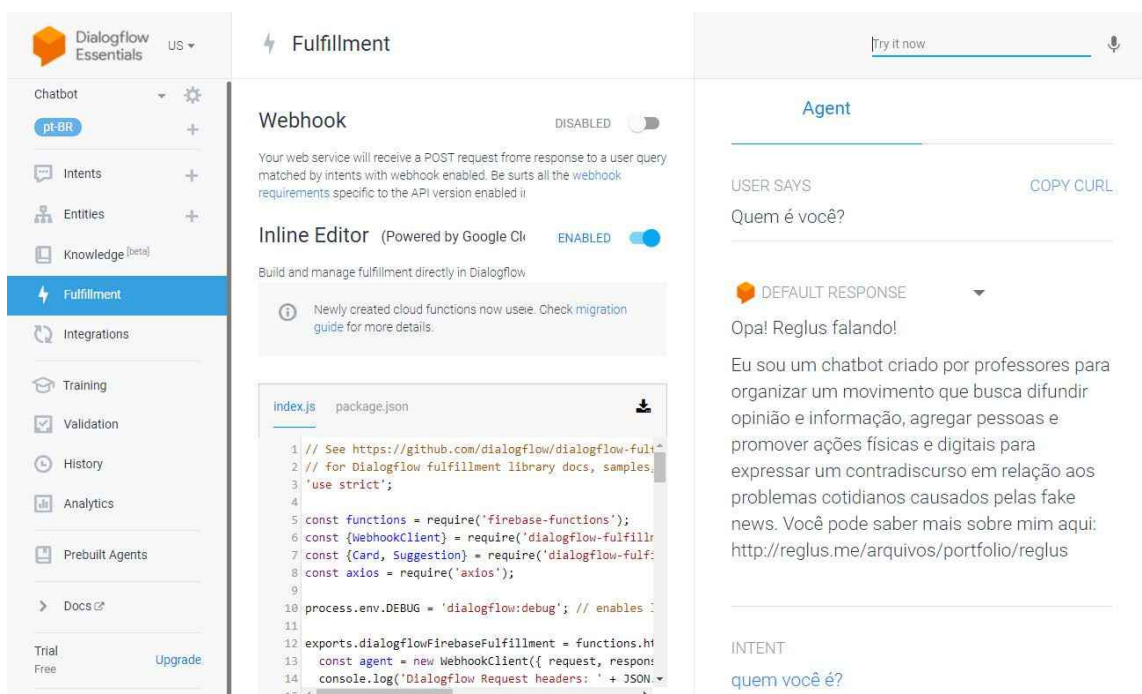 Dialogflow
Essentials
US
Fulfillment
Try it now
Chatbot
pt-BR
Intents
Entities
Knowledge [beta]
Fulfillment
Integrations
Training
Validation
History
Analytics
Prebuilt Agents
Docs
Trial
Free
Upgrade
Webhook
DISABLED
Your web service will receive a POST request frome response to a user query
matched by intents with webhook enabled. Be surts all the webhook
requirements specific to the API version enabled in
Inline Editor (Powered by Google Clo
ENABLED
Build and manage fulfillment directly in Dialogflow
Newly created cloud functions now useıe. Check migration
guide for more details.
index.js package.json
1 // See https://github.com/dialogflow/dialogflow-ful
2 // for Dialogflow fulfillment library docs, samples,
3 'use strict';
4
5 const functions = require('firebase-functions');
6 const {WebhookClient} = require('dialogflow-fulfill
7 const {Card, Suggestion} = require('dialogflow-fulf
8 const axios = require('axios');
9
10 process.env.DEBUG = 'dialogflow:debug'; // enables
11
12 exports.dialogflowFirebaseFulfillment = functions.ht
13 const agent = new WebhookClient({ request, respons
14 console.log('Dialogflow Request headers: ' + JSON.
Agent
USER SAYS
COPY CURL
Quem é você?
DEFAULT RESPONSE
Opa! Reglus falando!
Eu sou um chatbot criado por professores para
organizar um movimento que busca difundir
opinião e informação, agregar pessoas e
promover ações físicas e digitais para
expressar um contradiscurso em relação aos
problemas cotidianos causados pelas fake
news. Você pode saber mais sobre mim aqui:
http://reglus.me/arquivos/portfolio/reglus
INTENT
quem você é?